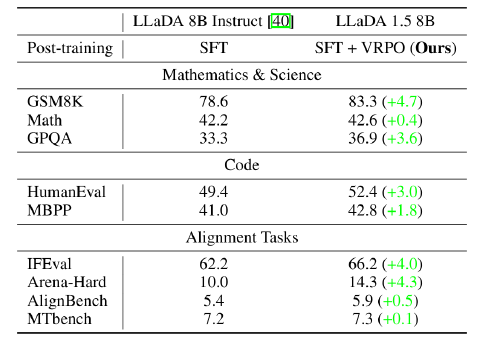 LLaDA 8B Instruct [40] LLaDA 1.5 8B
Post-training SFT SFT + VRPO (Ours)
Mathematics & Science
GSM8K 78.6 83.3 (+4.7)
Math 42.2 42.6 (+0.4)
GPQA 33.3 36.9 (+3.6)
Code
HumanEval 49.4 52.4 (+3.0)
MBPP 41.0 42.8 (+1.8)
Alignment Tasks
IFEval 62.2 66.2 (+4.0)
Arena-Hard 10.0 14.3 (+4.3)
AlignBench 5.4 5.9 (+0.5)
MTbench 7.2 7.3 (+0.1)